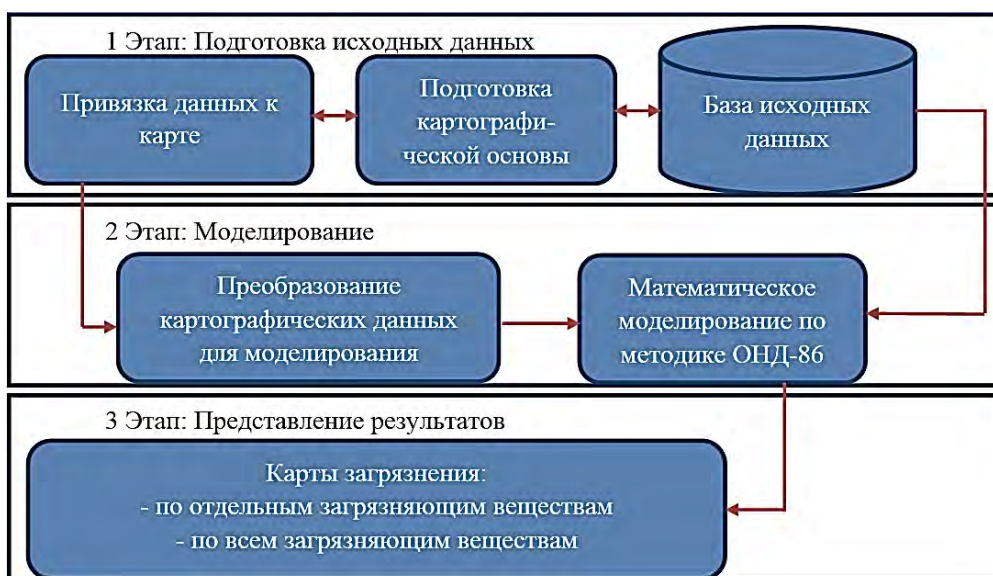 1 Этап: Подготовка исходных данных
Привязка данных к
карте
Подготовка
картографи-
ческой основы
База исходных
данных
2 Этап: Моделирование
Преобразование
картографических данных
для моделирования
Математическое
моделирование по
методике ОНД-86
3 Этап: Представление результатов
Карты загрязнения:
- по отдельным загрязняющим веществам
- по всем загрязняющим веществам